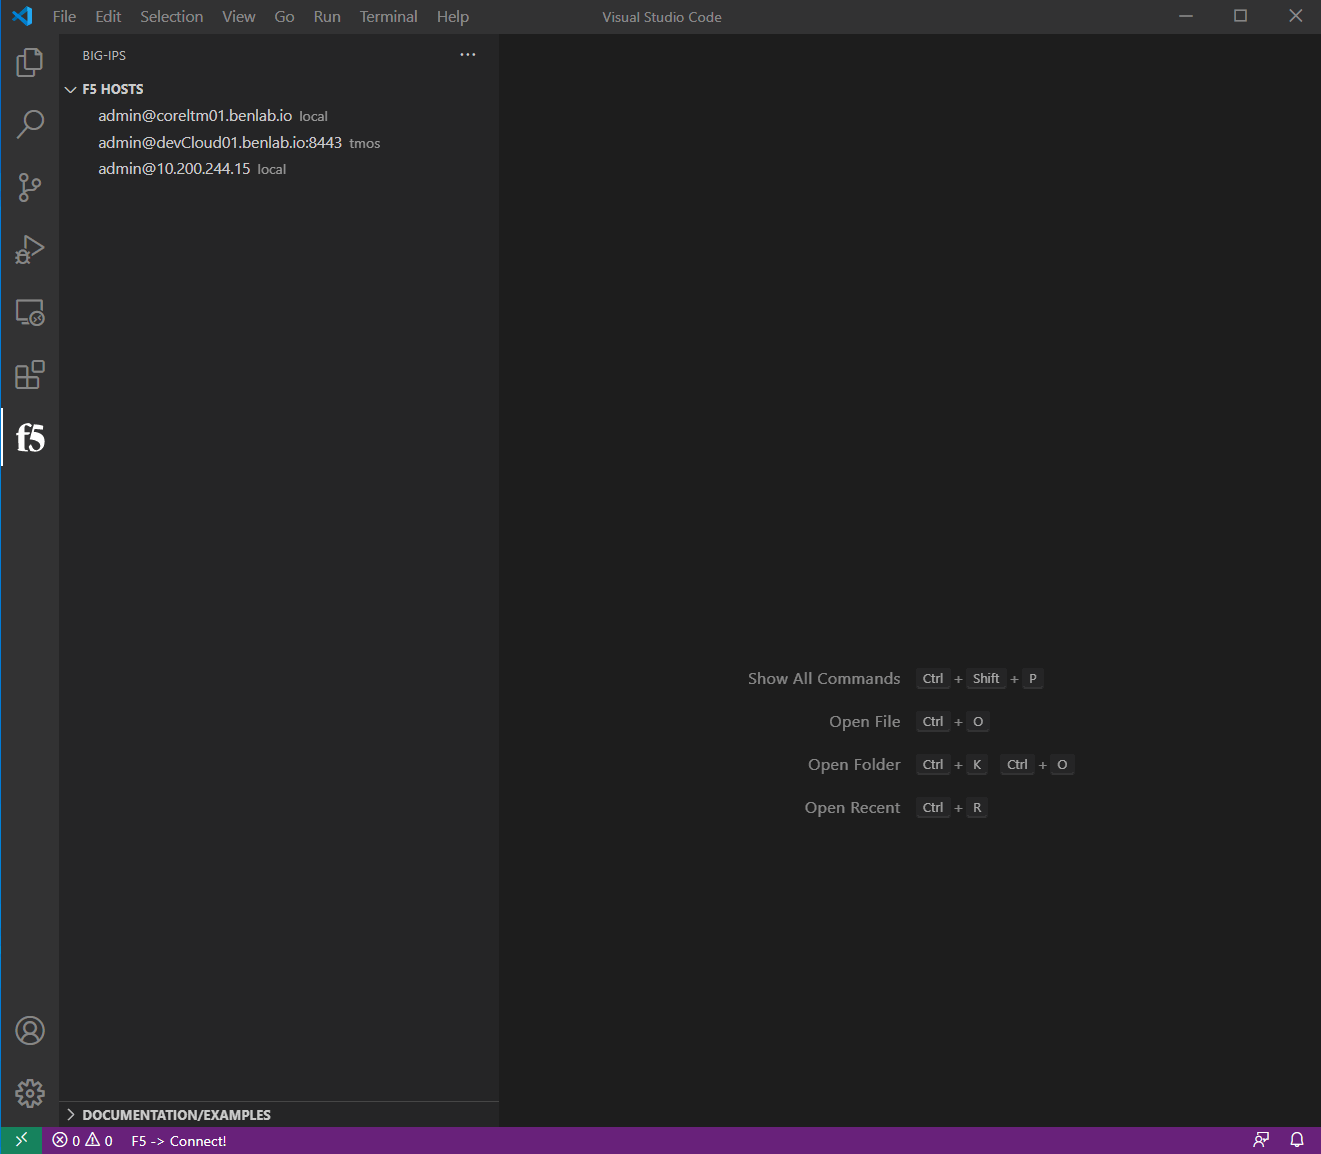 File Edit Selection View Go Run Terminal Help Visual Studio Code
BIG-IPS
F5 HOSTS
admin@coreltm01.benlab.io local
admin@devCloud01.benlab.io:8443 tmos
admin@10.200.244.15 local
f5
Show All Commands Ctrl + Shift + P
Open File Ctrl + O
Open Folder Ctrl + K Ctrl + O
Open Recent Ctrl + R
DOCUMENTATION/EXAMPLES
0 0 F5 -> Connect!